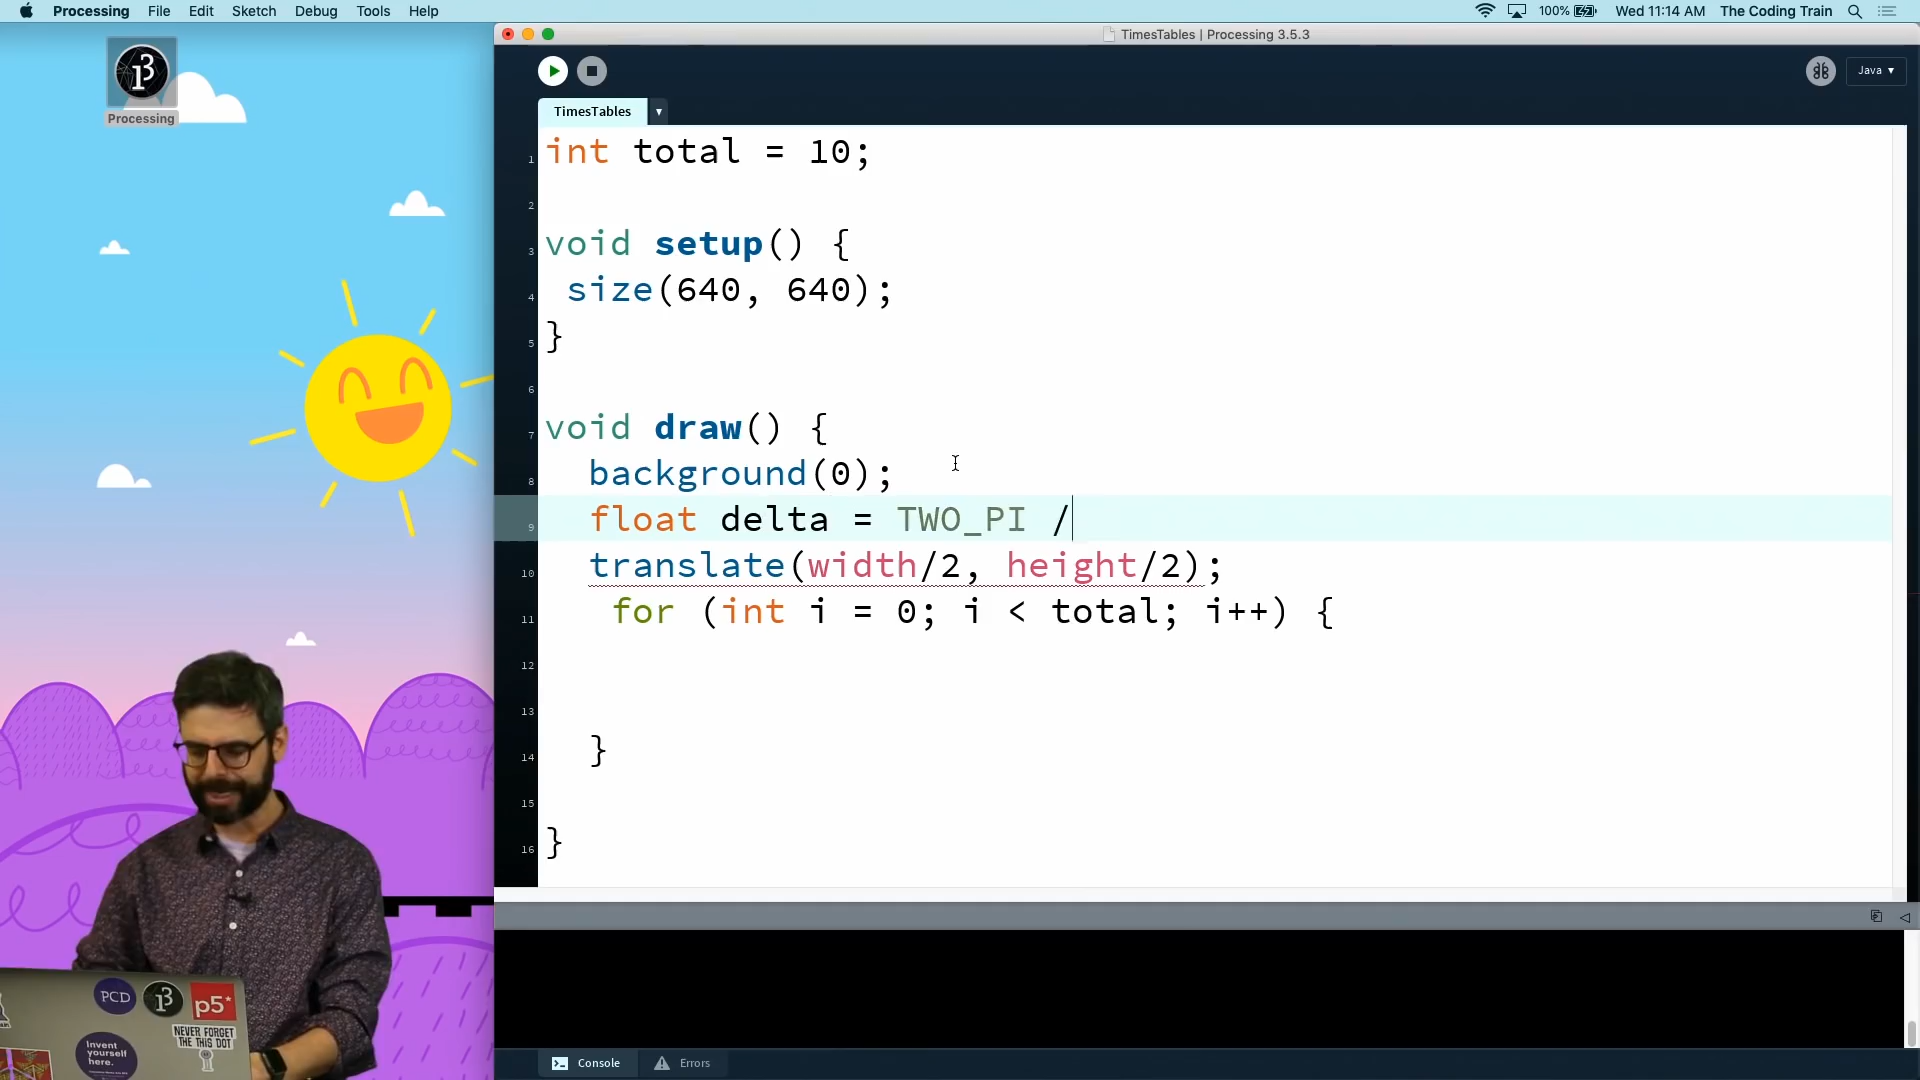 Processing File Edit Sketch Debug Tools Help
100% Wed 11:14 AM The Coding Train
Processing
TimesTables | Processing 3.5.3
Java
TimesTables
1 int total = 10;
2
3 void setup() {
4 size(640, 640);
5 }
6
7 void draw() {
8 background(0);
9 float delta = TWO_PI /
10 translate(width/2, height/2);
11 for (int i = 0; i < total; i++) {
12
13
14 }
15
16 }
PCD
p5*
NEVER FORGET
THE THIS DOT
Invent
yourself
here.
Console Errors